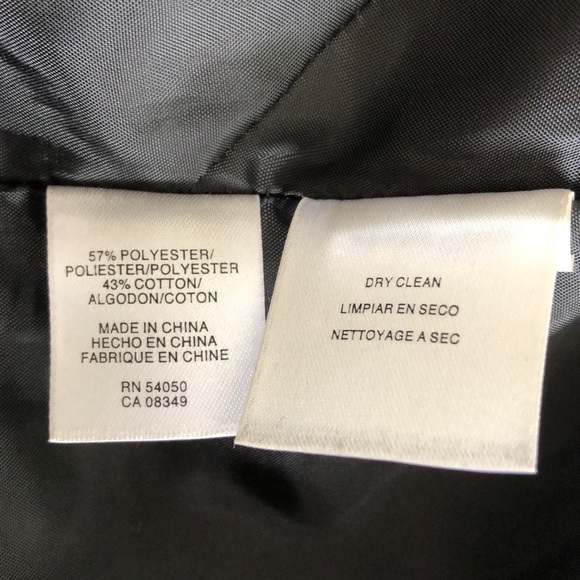 57% POLYESTER/
POLIESTER/POLYESTER
43% COTTON/
ALGODON/COTON
MADE IN CHINA
HECHO EN CHINA
FABRIQUE EN CHINE
RN 54050
CA 08349
DRY CLEAN
LIMPIAR EN SECO
NETTOYAGE A SEC